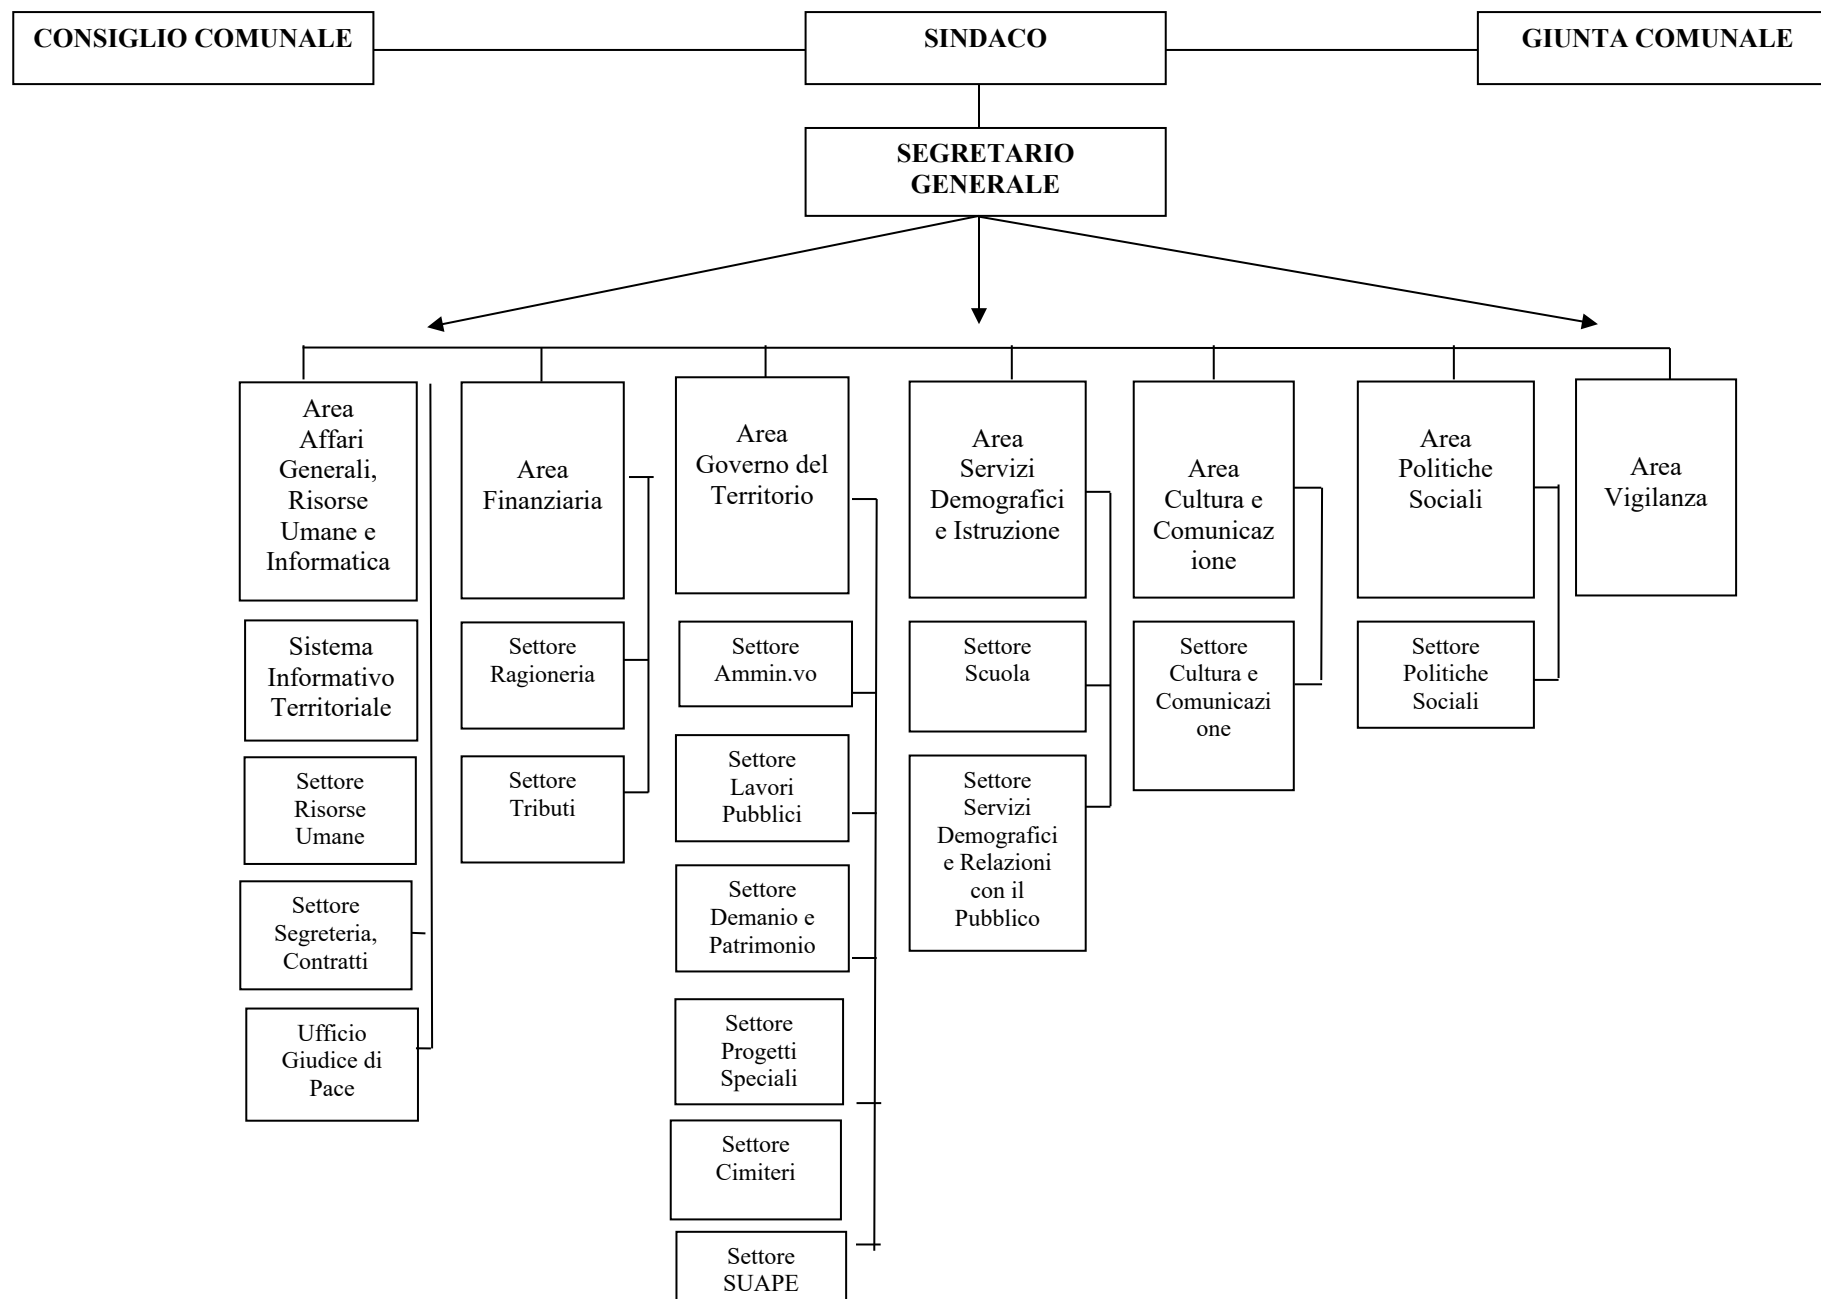 CONSIGLIO COMUNALE
SINDACO
GIUNTA COMUNALE
SEGRETARIO
GENERALE
Area
Affari
Generali,
Risorse
Umane e
Informatica
Area
Finanziaria
Area
Governo del
Territorio
Area
Servizi
Demografici
e Istruzione
Area
Cultura e
Comunicaz
ione
Area
Politiche
Sociali
Area
Vigilanza
Sistema
Informativo
Territoriale
Settore
Risorse
Umane
Settore
Segreteria,
Contratti
Ufficio
Giudice di
Pace
Settore
Ragioneria
Settore
Tributi
Settore
Ammin.vo
Settore
Lavori
Pubblici
Settore
Demanio e
Patrimonio
Settore
Progetti
Speciali
Settore
Cimiteri
Settore
SUAPE
Settore
Scuola
Settore
Servizi
Demografici
e Relazioni
con il
Pubblico
Settore
Cultura e
Comunicazi
one
Settore
Politiche
Sociali